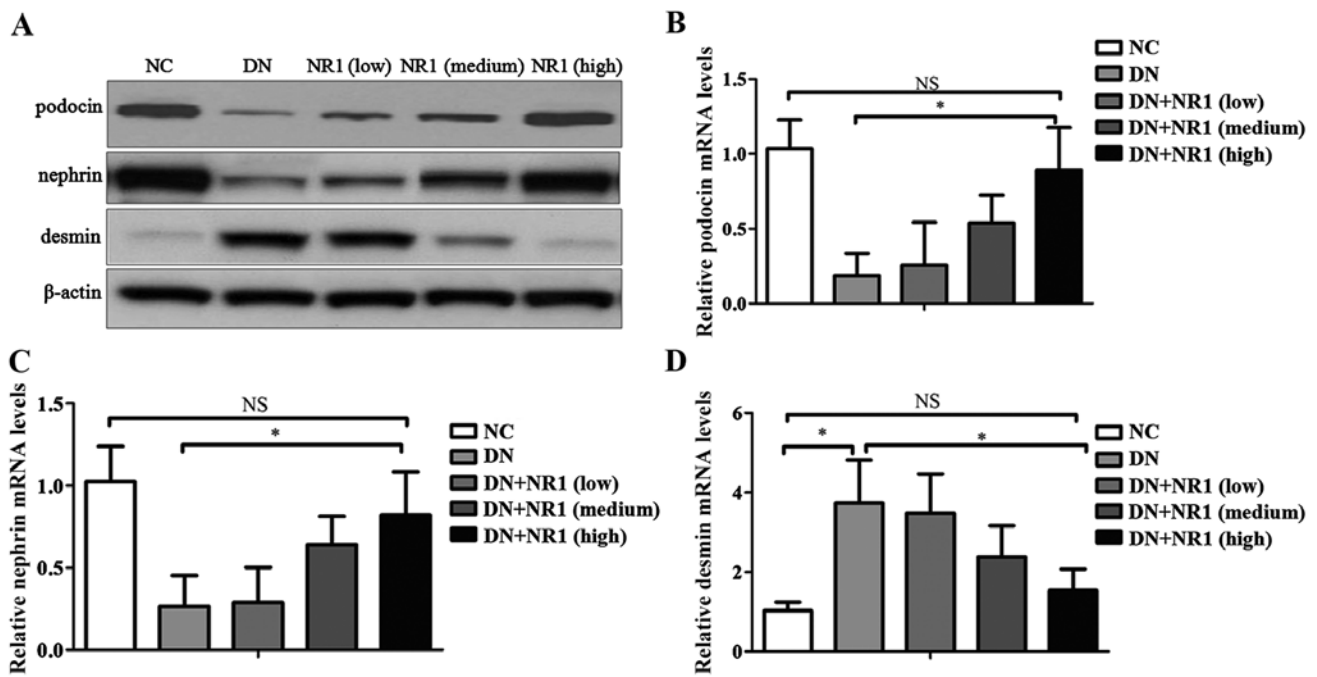 A
NC DN NR1 (low) NR1 (medium) NR1 (high)
podocin
nephrin
desmin
β-actin
B
Relative podocin mRNA levels
1.5
1.0
0.5
0.0
NS
*
NC
DN
DN+NR1 (low)
DN+NR1 (medium)
DN+NR1 (high)
C
Relative nephrin mRNA levels
1.5
1.0
0.5
0.0
NS
*
NC
DN
DN+NR1 (low)
DN+NR1 (medium)
DN+NR1 (high)
D
Relative desmin mRNA levels
6
4
2
0
NS
* *
NC
DN
DN+NR1 (low)
DN+NR1 (medium)
DN+NR1 (high)